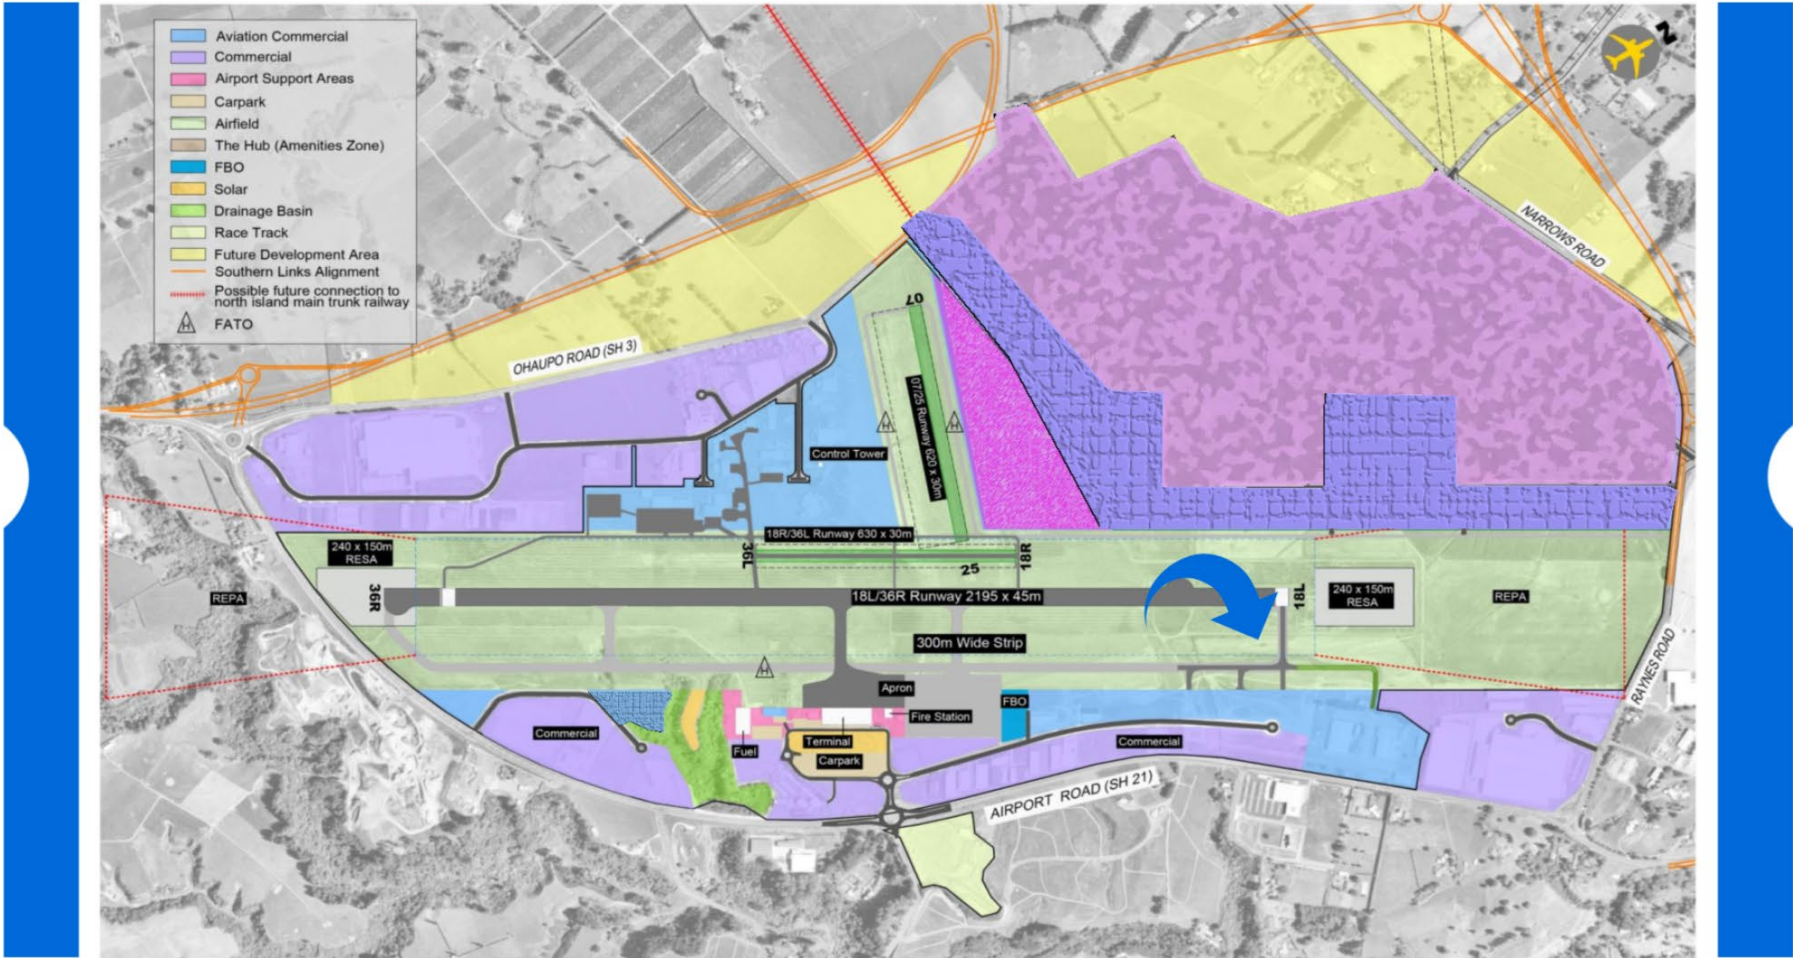 Aviation Commercial
Commercial
Airport Support Areas
Carpark
Airfield
The Hub (Amenities Zone)
FBO
Solar
Drainage Basin
Race Track
Future Development Area
Southern Links Alignment
Possible future connection to
north island main trunk railway
H FATO
N
NARROWS ROAD
OHAUPO ROAD (SH 3)
07
07/25 Runway 620 x 30m
H
H
Control Tower
18R/36L Runway 630 x 30m
36L
18R
25
240 x 150m
RESA
REPA
36R
18L/36R Runway 2195 x 45m
18L
240 x 150m
RESA
REPA
300m Wide Strip
H
RAYNES ROAD
Apron
FBO
Fire Station
Commercial
Fuel
Terminal
Carpark
Commercial
AIRPORT ROAD (SH 21)